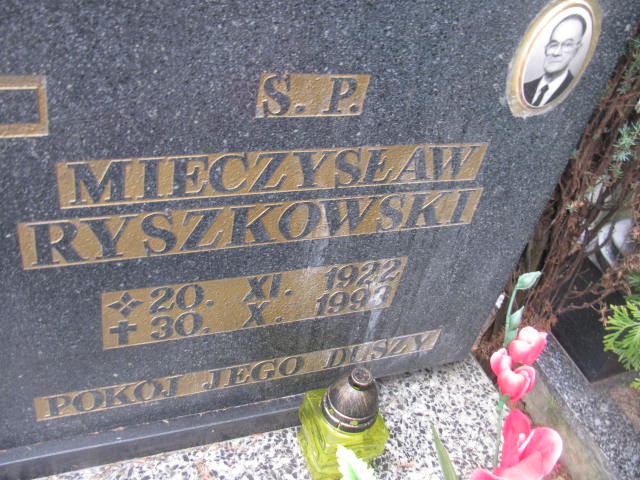 Ś. P.
MIECZYSŁAW
RYSZKOWSKI
20. XI. 1922
30. X. 1993
POKÓJ JEGO DUSZY